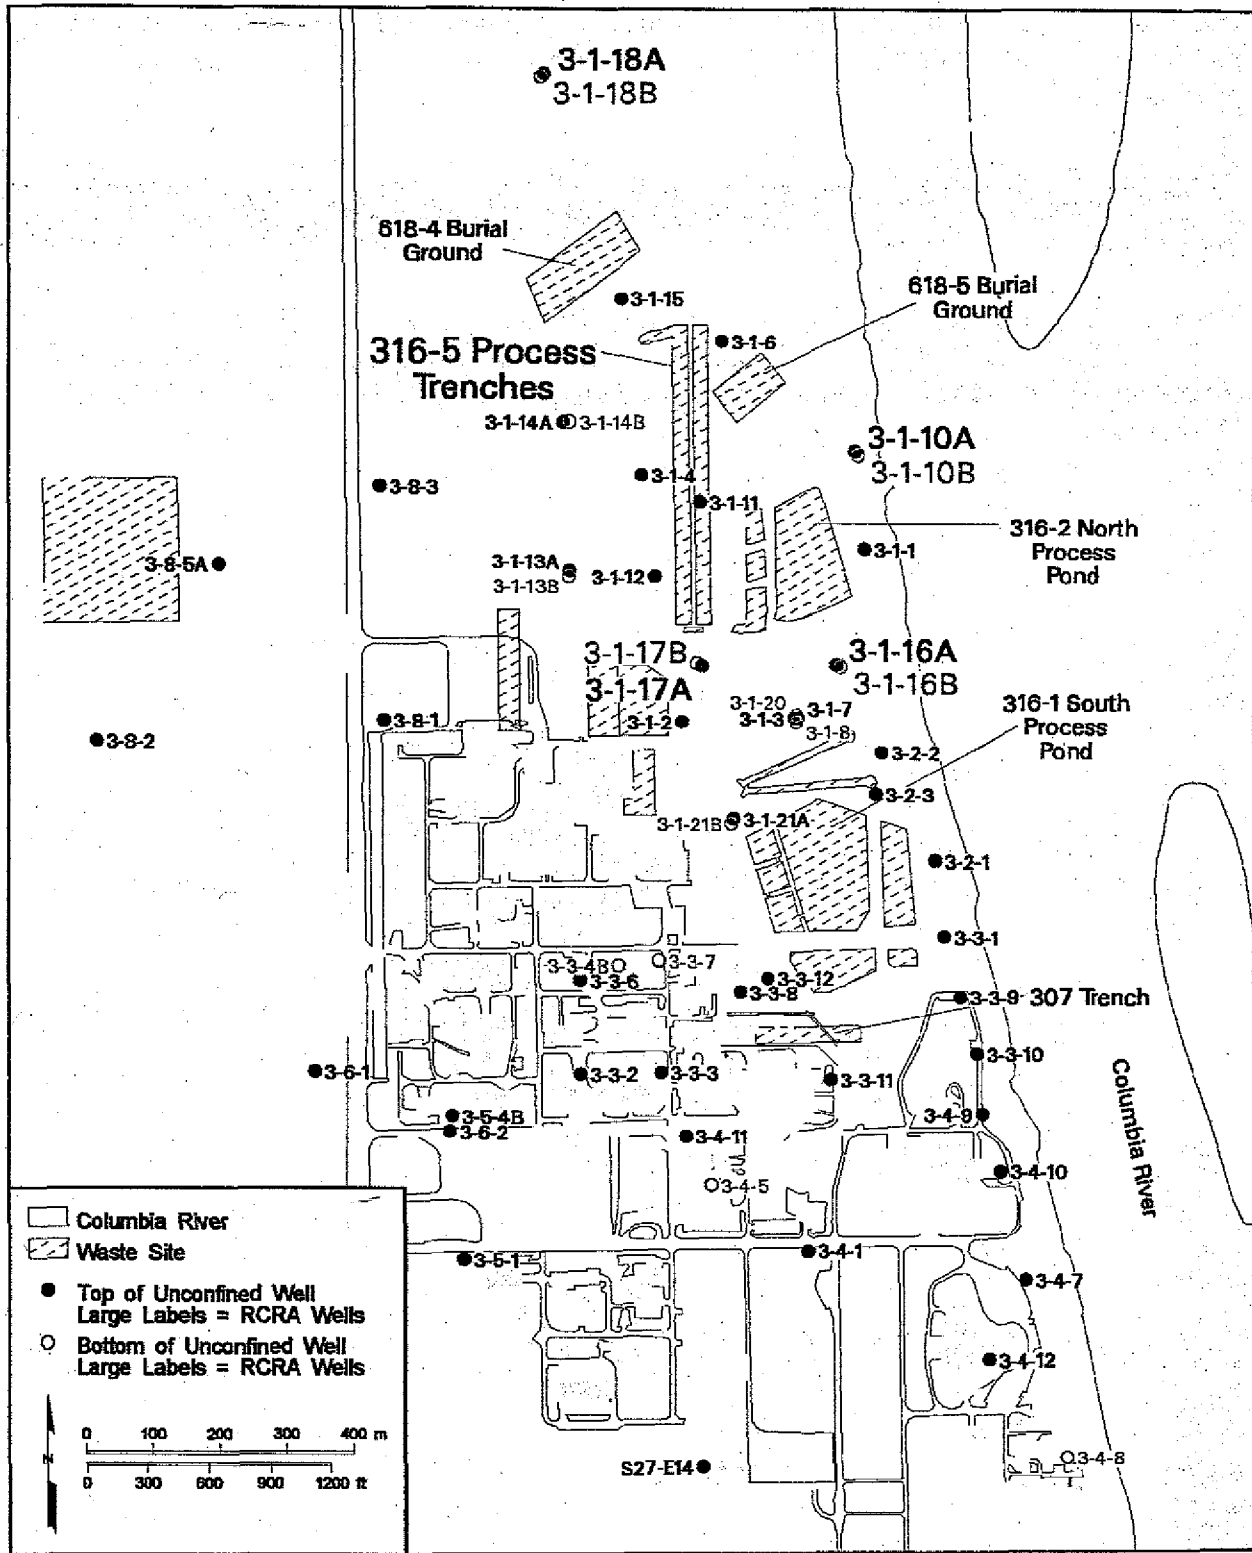 3-1-18A
3-1-18B
618-4 Burial
Ground
3-1-15
618-5 Burial
Ground
3-1-6
316-5 Process
Trenches
3-1-14A
3-1-14B
3-1-10A
3-1-10B
3-1-4
3-8-3
3-1-11
316-2 North
Process
Pond
3-1-1
3-8-5A
3-1-13A
3-1-13B
3-1-12
3-1-17B
3-1-17A
3-1-16A
3-1-16B
3-1-20
3-1-7
3-1-3
3-1-8
316-1 South
Process
Pond
3-8-1
3-1-2
3-8-2
3-2-2
3-2-3
3-1-21B
3-1-21A
3-2-1
3-3-1
3-3-4B
3-3-7
3-3-6
3-3-12
3-3-8
3-3-9
307 Trench
3-3-10
3-6-1
3-3-2
3-3-3
3-3-11
3-5-4B
3-6-2
3-4-9
3-4-11
3-4-10
3-4-5
Columbia River
3-5-1
3-4-1
3-4-7
3-4-12
3-4-8
S27-E14
Columbia River
Waste Site
Top of Unconfined Well
Large Labels = RCRA Wells
Bottom of Unconfined Well
Large Labels = RCRA Wells
N
0 100 200 300 400 m
0 300 600 900 1200 ft